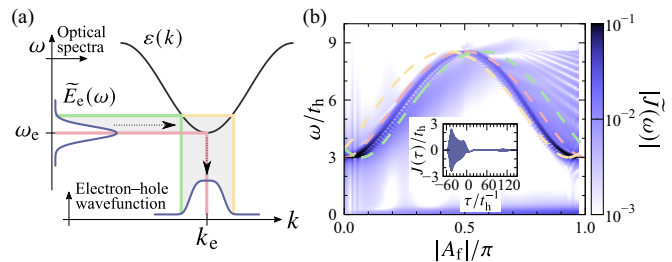 (a)
Optical
spectra
ω
ε(k)
Ẽₑ(ω)
ωₑ
Electron–hole
wavefunction
kₑ
k
(b)
ω/tₕ
9
6
3
0
0.0
0.5
1.0
|A_f|/π
J(τ)/tₕ
3
0
−3
−60
0
60
120
τ/tₕ⁻¹
10⁻¹
10⁻²
10⁻³
|J̃(ω)|